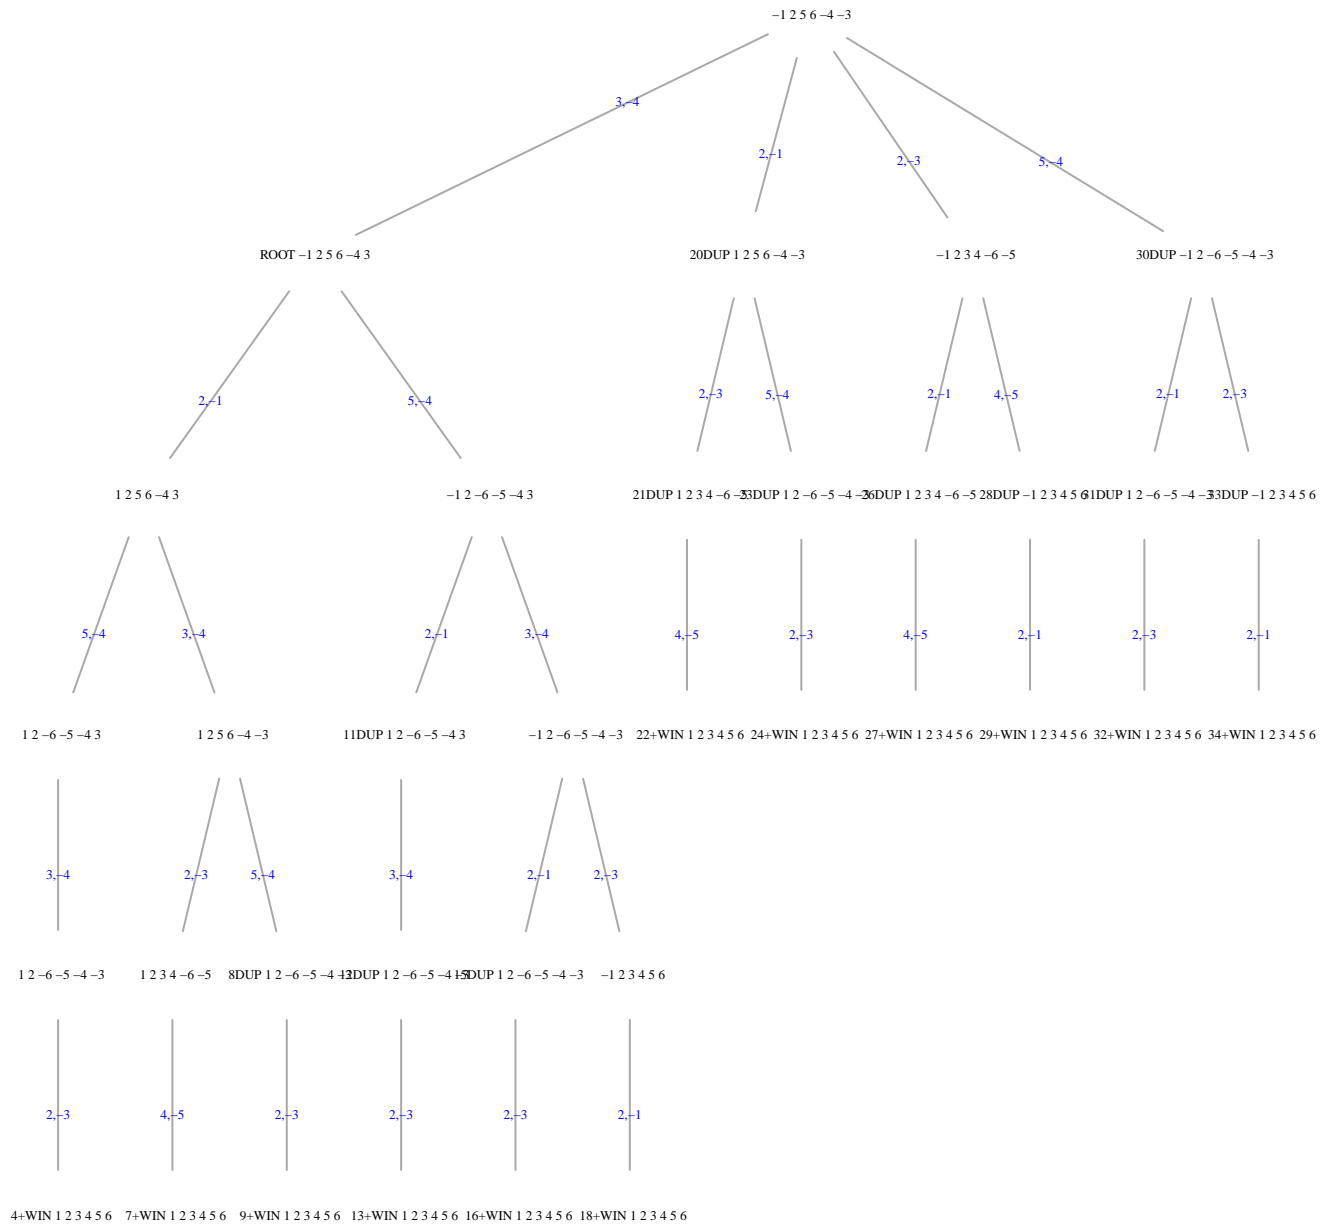 −1 2 5 6 −4 −3
3,−4
2,−1
2,−3
5,−4
ROOT −1 2 5 6 −4 3
20DUP 1 2 5 6 −4 −3
−1 2 3 4 −6 −5
30DUP −1 2 −6 −5 −4 −3
2,−1
5,−4
2,−3
5,−4
2,−1
4,−5
2,−1
2,−3
1 2 5 6 −4 3
−1 2 −6 −5 −4 3
21DUP 1 2 3 4 −6 −5
23DUP 1 2 −6 −5 −4 −3
26DUP 1 2 3 4 −6 −5
28DUP −1 2 3 4 5 6
31DUP 1 2 −6 −5 −4 −3
33DUP −1 2 3 4 5 6
5,−4
3,−4
2,−1
3,−4
4,−5
2,−3
4,−5
2,−1
2,−3
2,−1
1 2 −6 −5 −4 3
1 2 5 6 −4 −3
11DUP 1 2 −6 −5 −4 3
−1 2 −6 −5 −4 −3
22+WIN 1 2 3 4 5 6
24+WIN 1 2 3 4 5 6
27+WIN 1 2 3 4 5 6
29+WIN 1 2 3 4 5 6
32+WIN 1 2 3 4 5 6
34+WIN 1 2 3 4 5 6
3,−4
2,−3
5,−4
3,−4
2,−1
2,−3
1 2 −6 −5 −4 −3
1 2 3 4 −6 −5
8DUP 1 2 −6 −5 −4 −3
12DUP 1 2 −6 −5 −4 −3
15DUP 1 2 −6 −5 −4 −3
−1 2 3 4 5 6
2,−3
4,−5
2,−3
2,−3
2,−3
2,−1
4+WIN 1 2 3 4 5 6
7+WIN 1 2 3 4 5 6
9+WIN 1 2 3 4 5 6
13+WIN 1 2 3 4 5 6
16+WIN 1 2 3 4 5 6
18+WIN 1 2 3 4 5 6